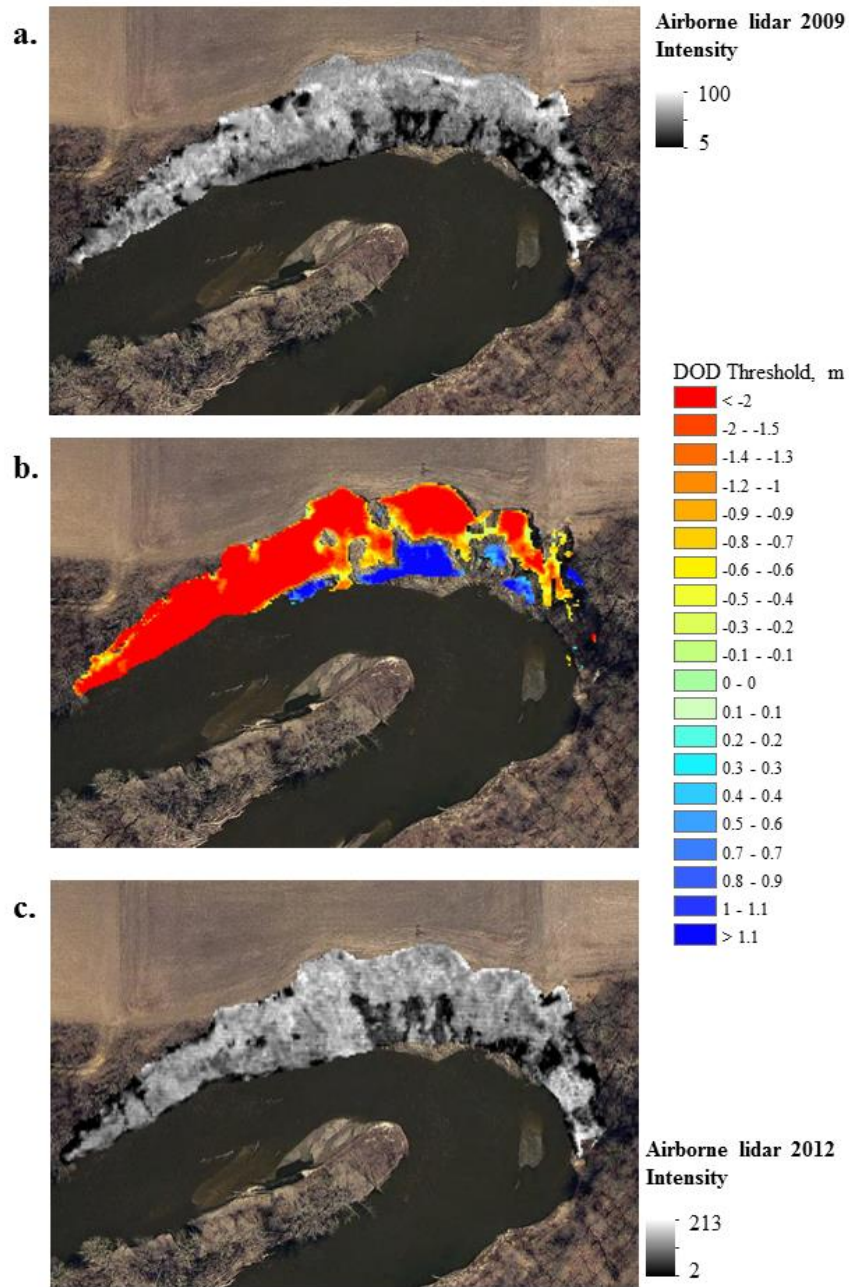 a.
Airborne lidar 2009
Intensity
100
5
b.
DOD Threshold, m
< -2
-2 - -1.5
-1.4 - -1.3
-1.2 - -1
-0.9 - -0.9
-0.8 - -0.7
-0.6 - -0.6
-0.5 - -0.4
-0.3 - -0.2
-0.1 - -0.1
0 - 0
0.1 - 0.1
0.2 - 0.2
0.3 - 0.3
0.4 - 0.4
0.5 - 0.6
0.7 - 0.7
0.8 - 0.9
1 - 1.1
> 1.1
c.
Airborne lidar 2012
Intensity
213
2